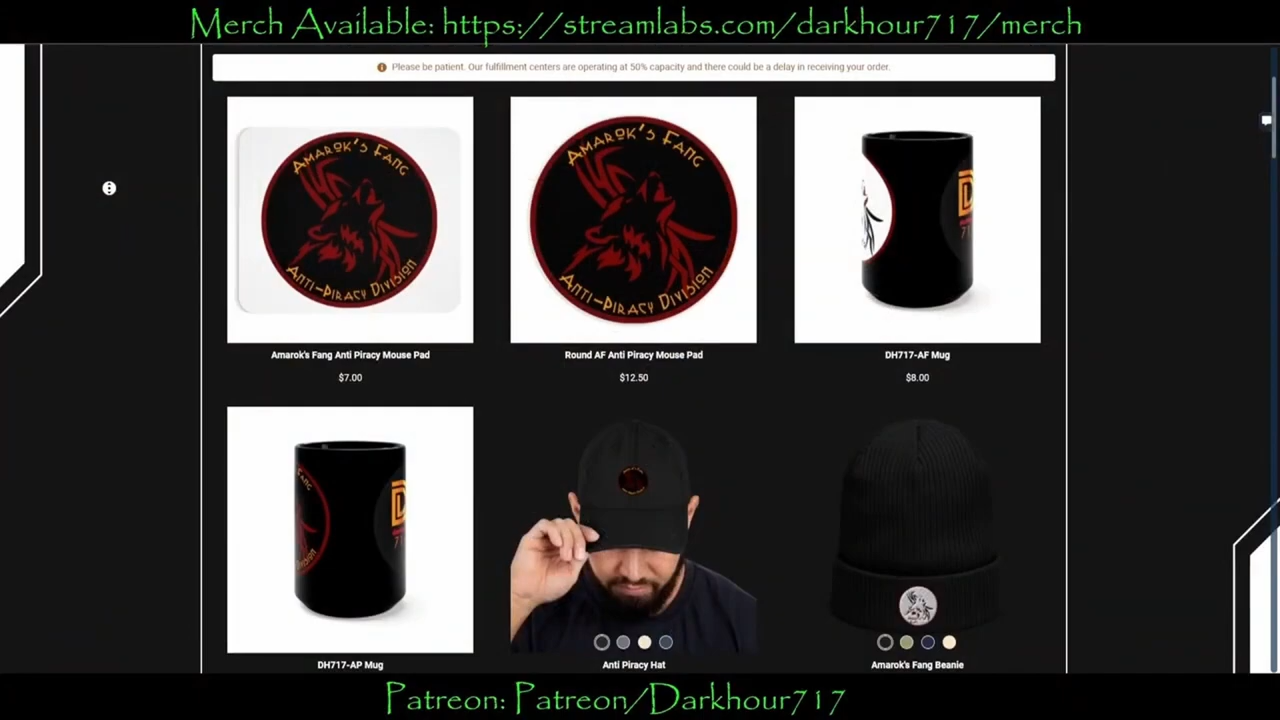 Merch Available: https://streamlabs.com/darkhour717/merch
Please be patient. Our fulfillment centers are operating at 50% capacity and there could be a delay in receiving your order.
Amarok's Fang
Anti-Piracy Division
Amarok's Fang
Anti-Piracy Division
Amarok's Fang Anti Piracy Mouse Pad
Round AF Anti Piracy Mouse Pad
DH717-AF Mug
$7.00
$12.50
$8.00
DH717-AP Mug
Anti Piracy Hat
Amarok's Fang Beanie
Patreon: Patreon/Darkhour717